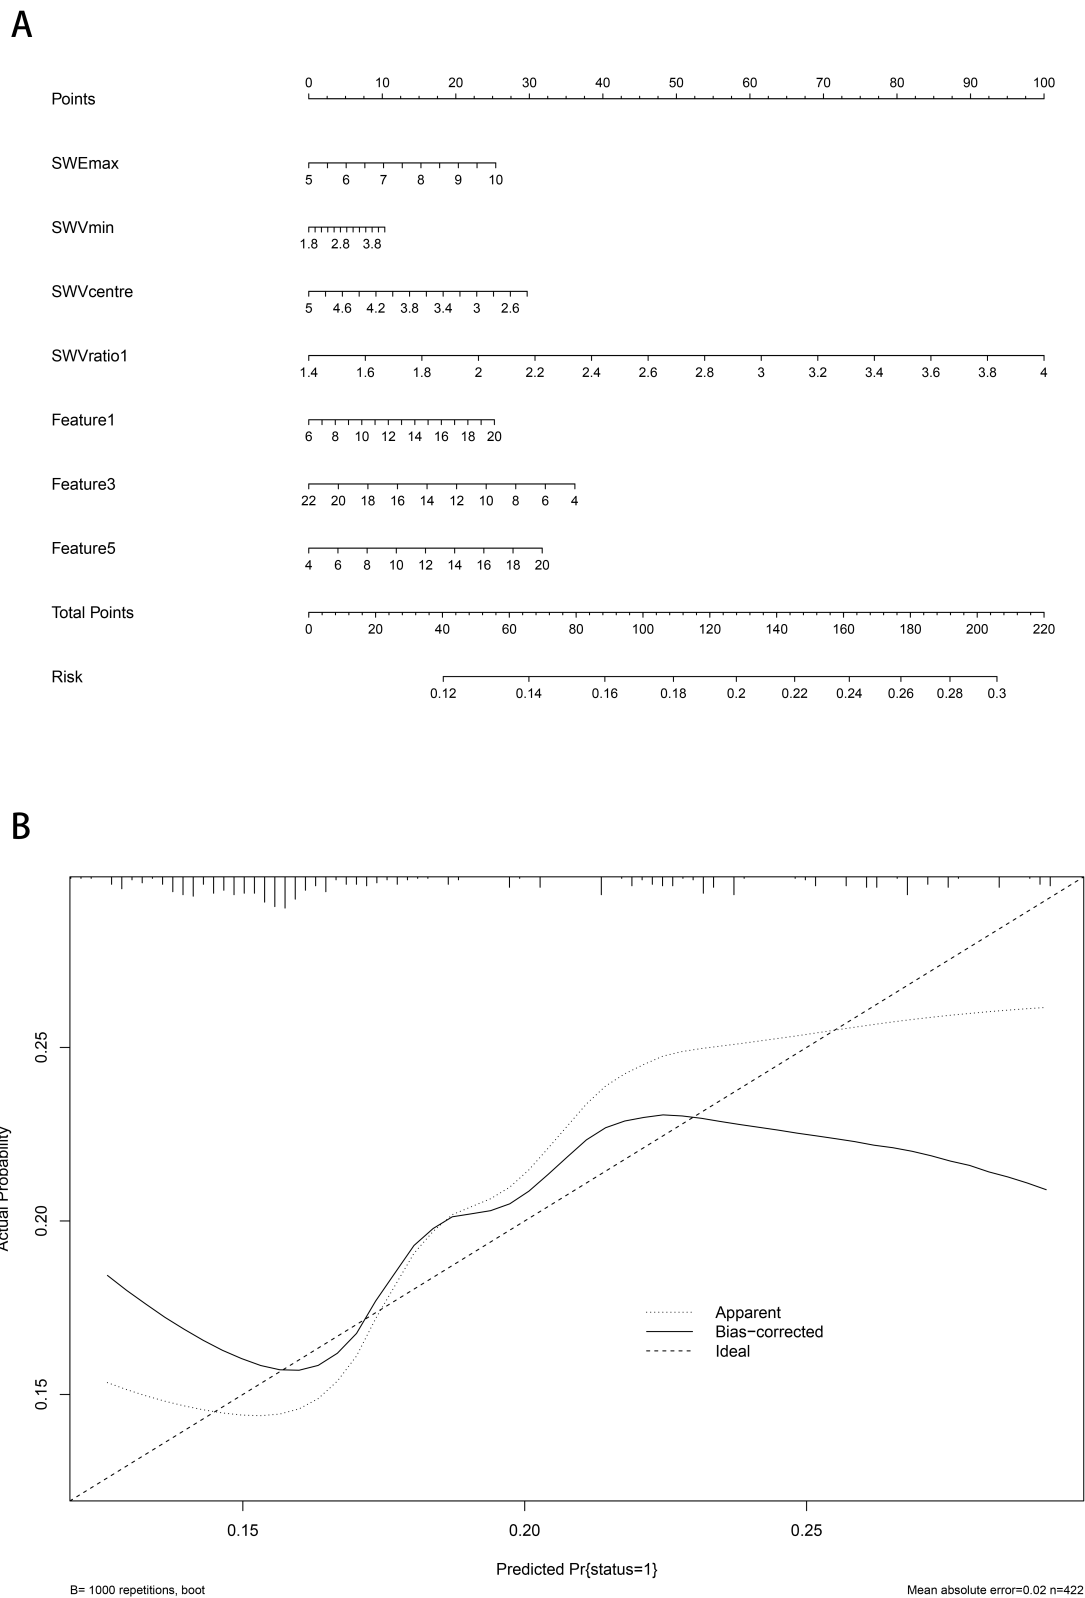 A
Points
0 10 20 30 40 50 60 70 80 90 100
SWEmax
5 6 7 8 9 10
SWVmin
1.8 2.8 3.8
SWVcentre
5 4.6 4.2 3.8 3.4 3 2.6
SWVratio1
1.4 1.6 1.8 2 2.2 2.4 2.6 2.8 3 3.2 3.4 3.6 3.8 4
Feature1
6 8 10 12 14 16 18 20
Feature3
22 20 18 16 14 12 10 8 6 4
Feature5
4 6 8 10 12 14 16 18 20
Total Points
0 20 40 60 80 100 120 140 160 180 200 220
Risk
0.12 0.14 0.16 0.18 0.2 0.22 0.24 0.26 0.28 0.3
B
Actual Probability
0.25
0.20
0.15
Apparent
Bias−corrected
Ideal
0.15 0.20 0.25
Predicted Pr{status=1}
B= 1000 repetitions, boot
Mean absolute error=0.02 n=422